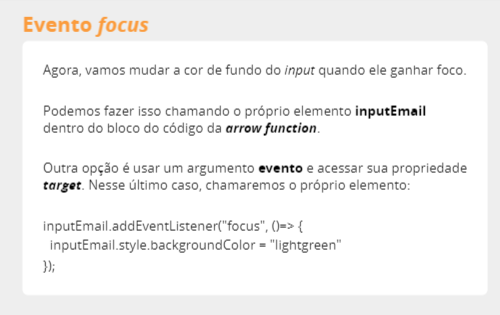 Evento focus
Agora, vamos mudar a cor de fundo do input quando ele ganhar foco.
Podemos fazer isso chamando o próprio elemento inputEmail
dentro do bloco do código da arrow function.
Outra opção é usar um argumento evento e acessar sua propriedade
target. Nesse último caso, chamaremos o próprio elemento:
inputEmail.addEventListener("focus", ()=> {
inputEmail.style.backgroundColor = "lightgreen"
});